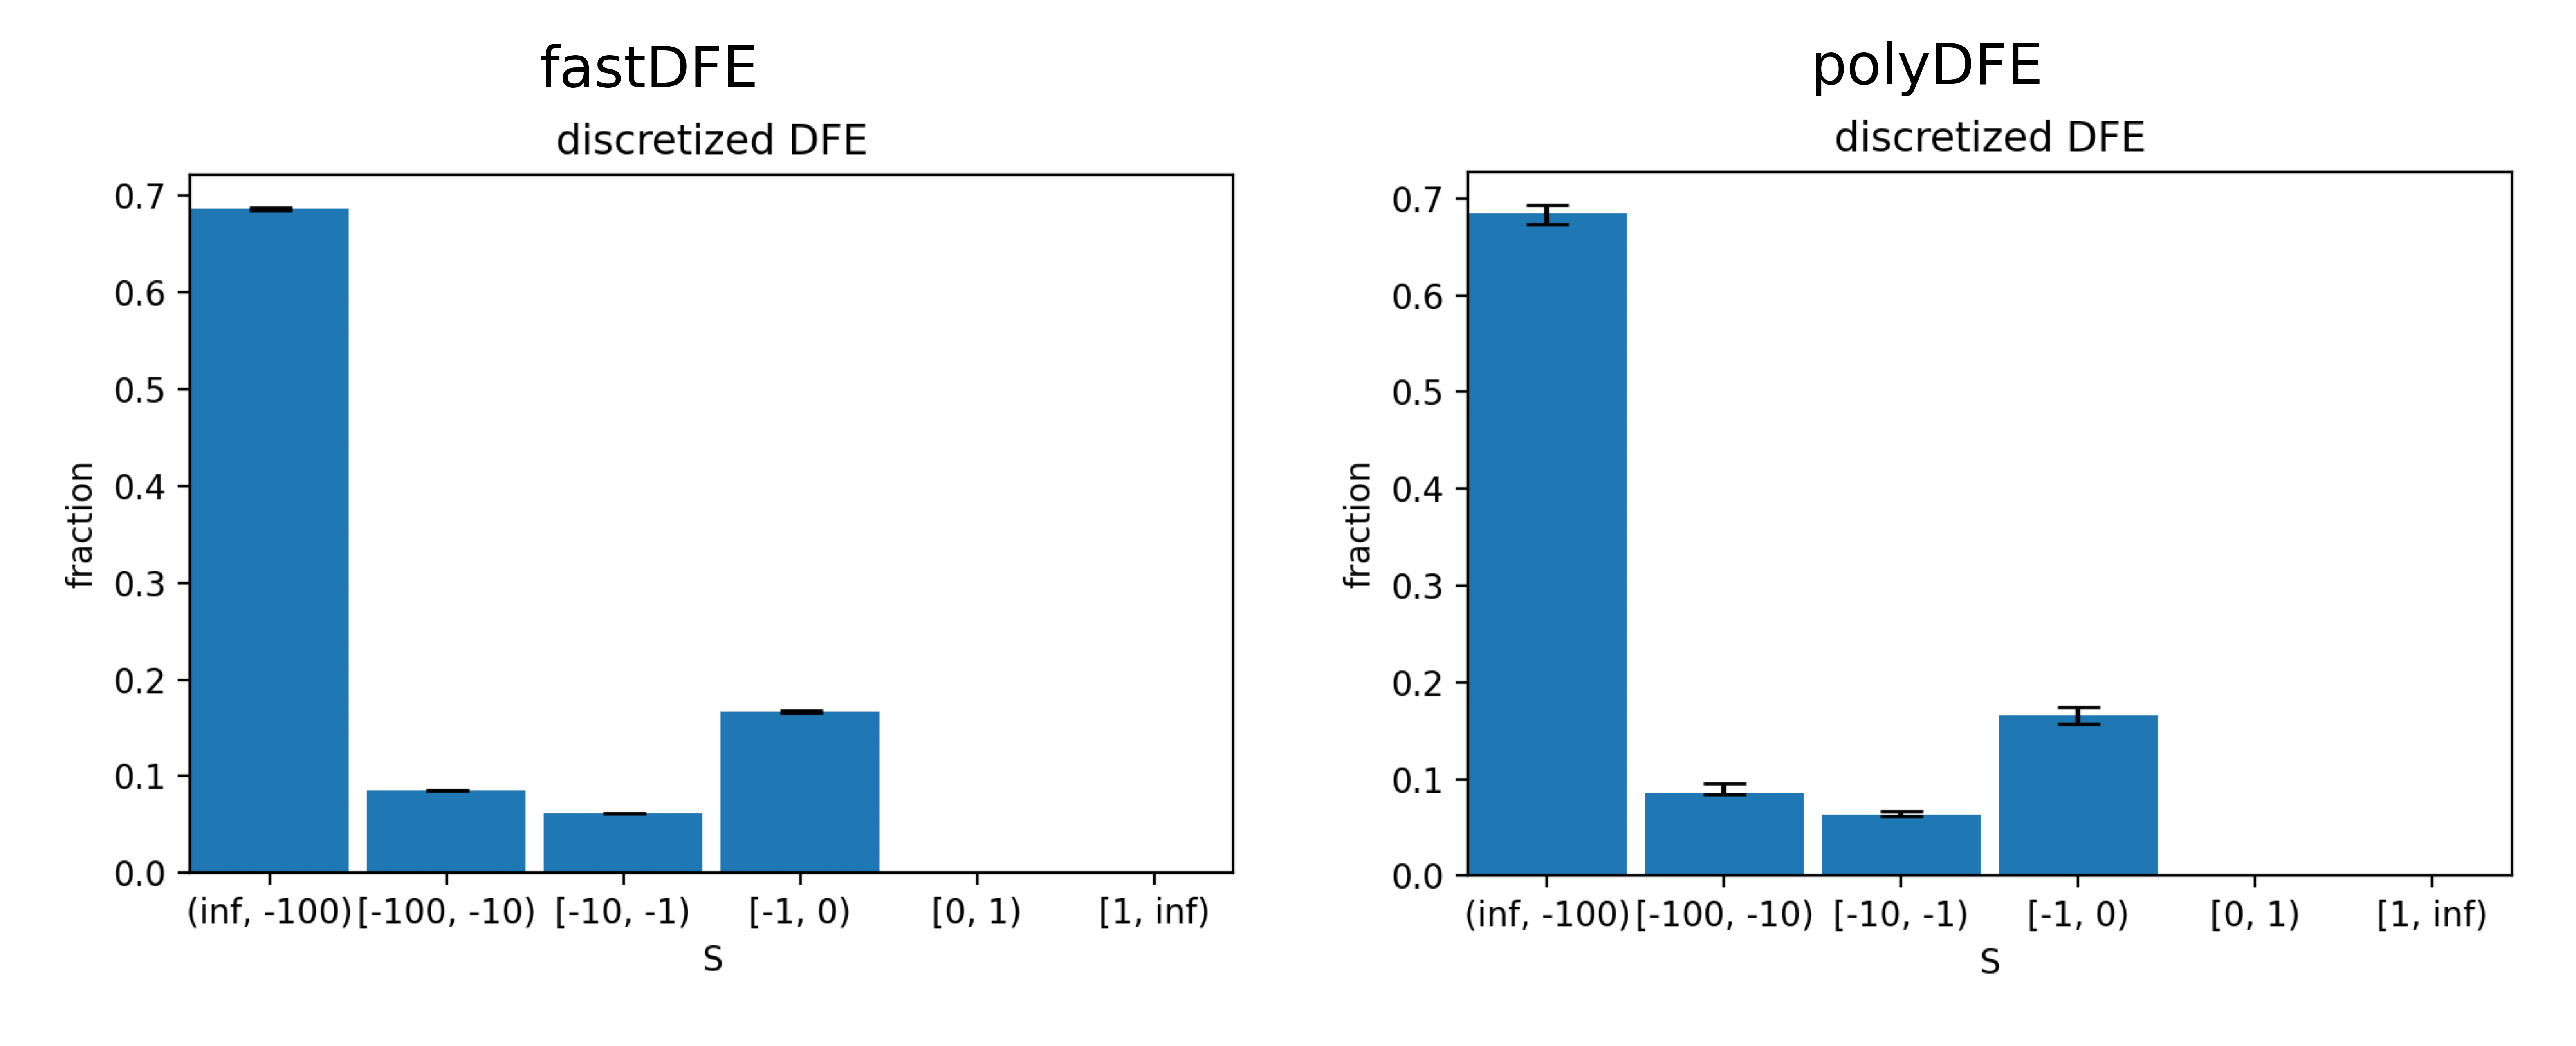 fastDFE
discretized DFE
0.7
0.6
0.5
0.4
0.3
0.2
0.1
0.0
fraction
(inf, -100) [-100, -10) [-10, -1) [-1, 0) [0, 1) [1, inf)
S
polyDFE
discretized DFE
0.7
0.6
0.5
0.4
0.3
0.2
0.1
0.0
fraction
(inf, -100) [-100, -10) [-10, -1) [-1, 0) [0, 1) [1, inf)
S